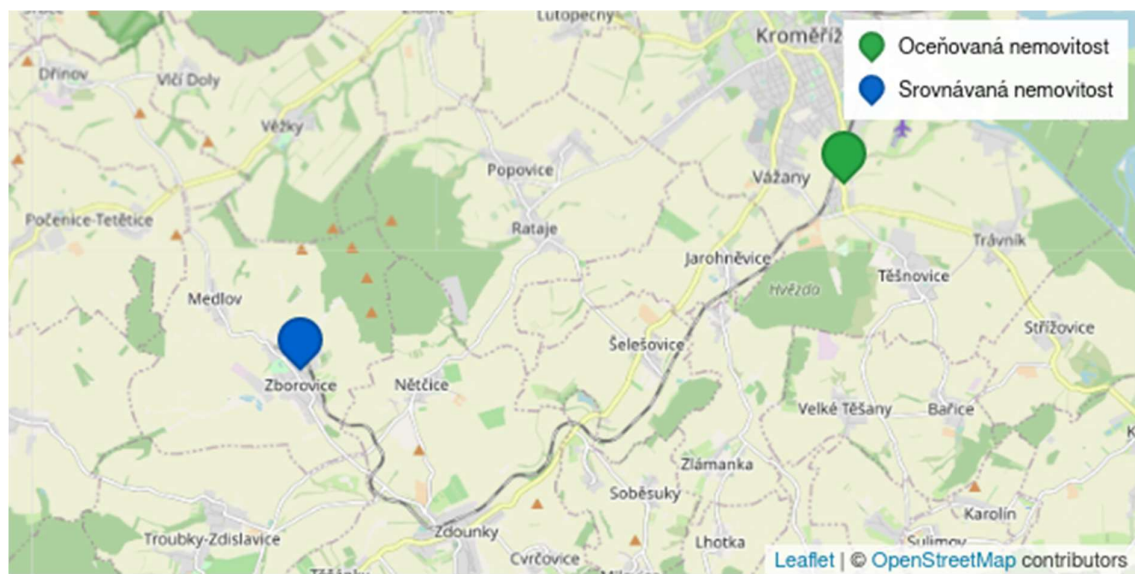 Lutopecny
Kroměříž
Oceňovaná nemovitost
Srovnávaná nemovitost
Dřínov
Vlčí Doly
Věžky
Popovice
Vážany
Počenice-Tetětice
Rataje
Trávník
Jarohněvice
Těšnovice
Hvězda
Medlov
Střížovice
Šelešovice
Zborovice
Nětčice
Velké Těšany
Bařice
Zlámanka
Soběsuky
Karolín
Zdounky
Troubky-Zdislavice
Lhotka
Sulimov
Cvrčovice
Leaflet | © OpenStreetMap contributors